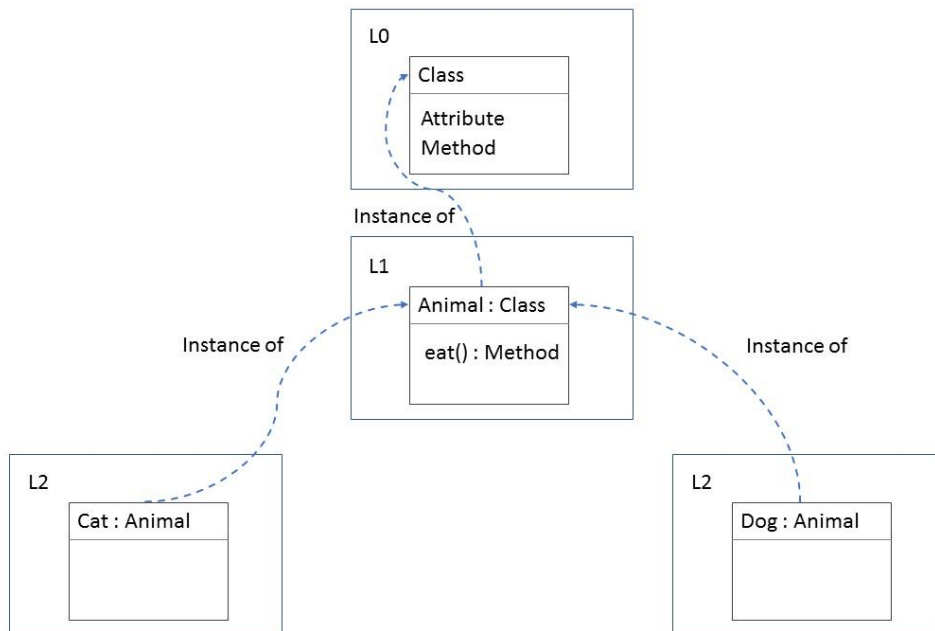 L0
Class
Attribute
Method
Instance of
L1
Animal : Class
eat() : Method
Instance of
Instance of
L2
Cat : Animal
L2
Dog : Animal